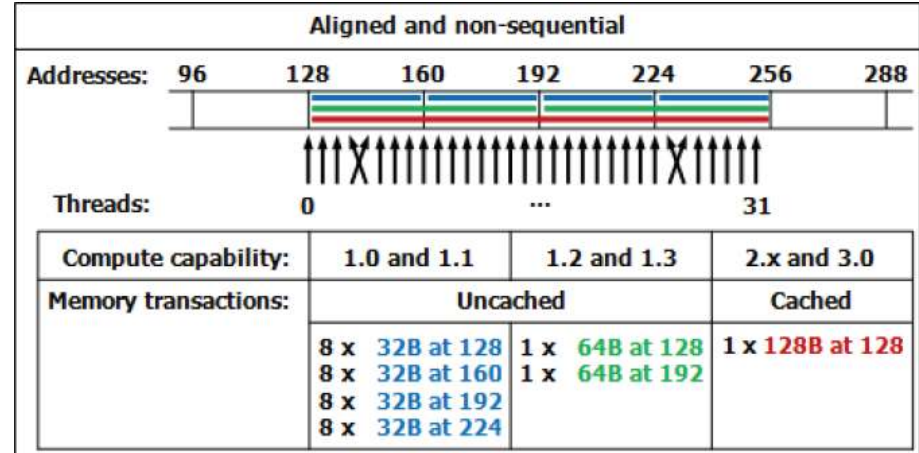 Aligned and non-sequential
Addresses: 96 128 160 192 224 256 288
Threads: 0 ... 31
Compute capability: 1.0 and 1.1 1.2 and 1.3 2.x and 3.0
Memory transactions: Uncached Cached
8 x 32B at 128 1 x 64B at 128 1 x 128B at 128
8 x 32B at 160 1 x 64B at 192
8 x 32B at 192
8 x 32B at 224